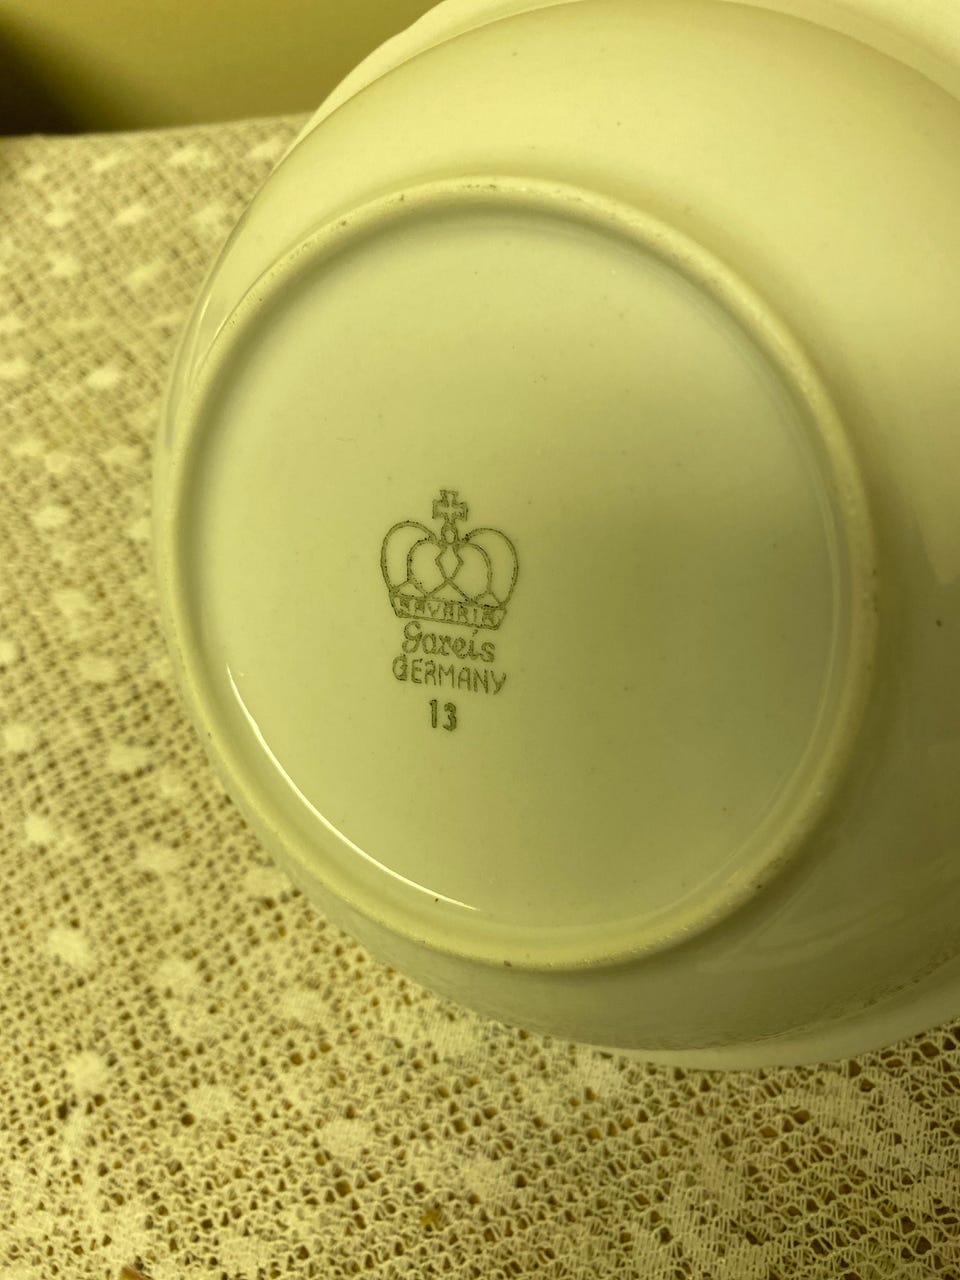 BAVARIA
Gareis
GERMANY
13